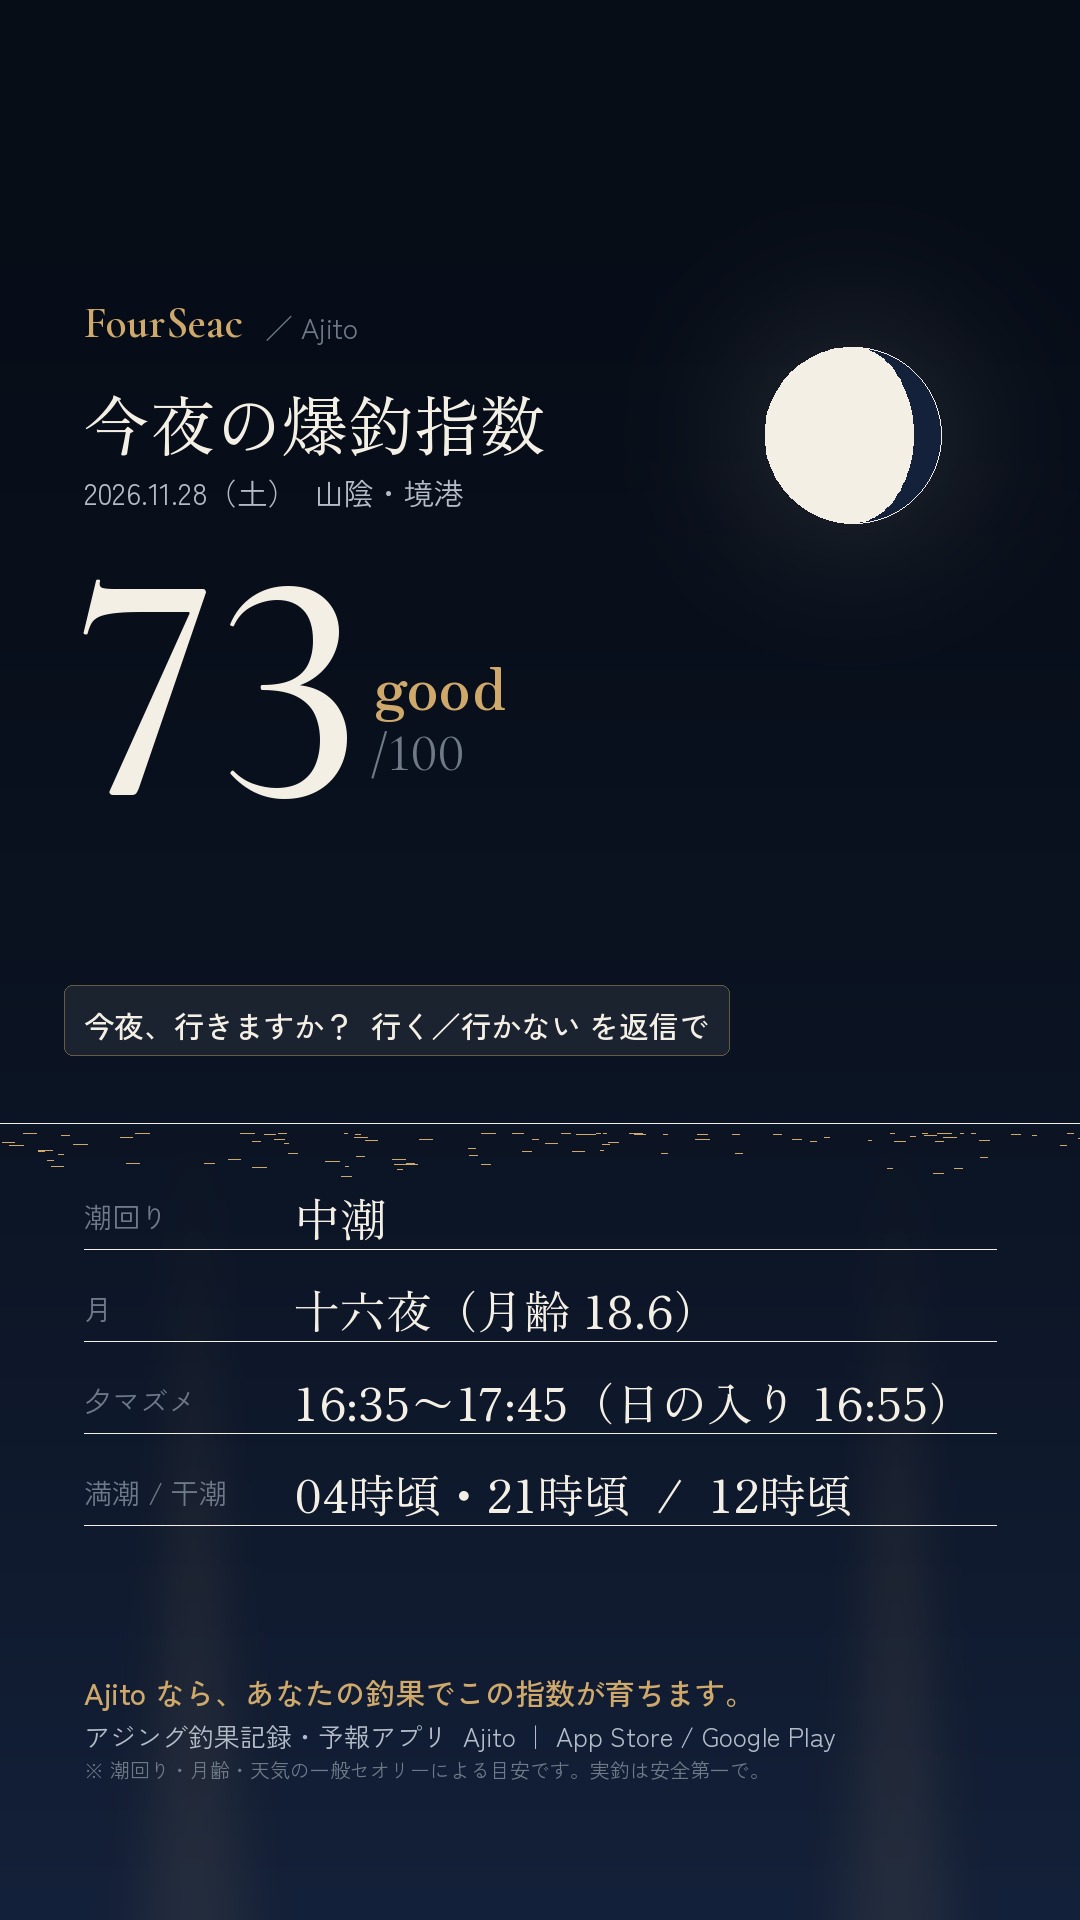 FourSeac ／ Ajito
今夜の爆釣指数
2026.11.28（土） 山陰・境港
73
good
/100
今夜、行きますか？ 行く／行かない を返信で
潮回り 中潮
月 十六夜（月齢 18.6）
夕マズメ 16:35〜17:45（日の入り 16:55）
満潮 / 干潮 04時頃・21時頃 ／ 12時頃
Ajito なら、あなたの釣果でこの指数が育ちます。
アジング釣果記録・予報アプリ Ajito｜App Store / Google Play
※ 潮回り・月齢・天気の一般セオリーによる目安です。実釣は安全第一で。